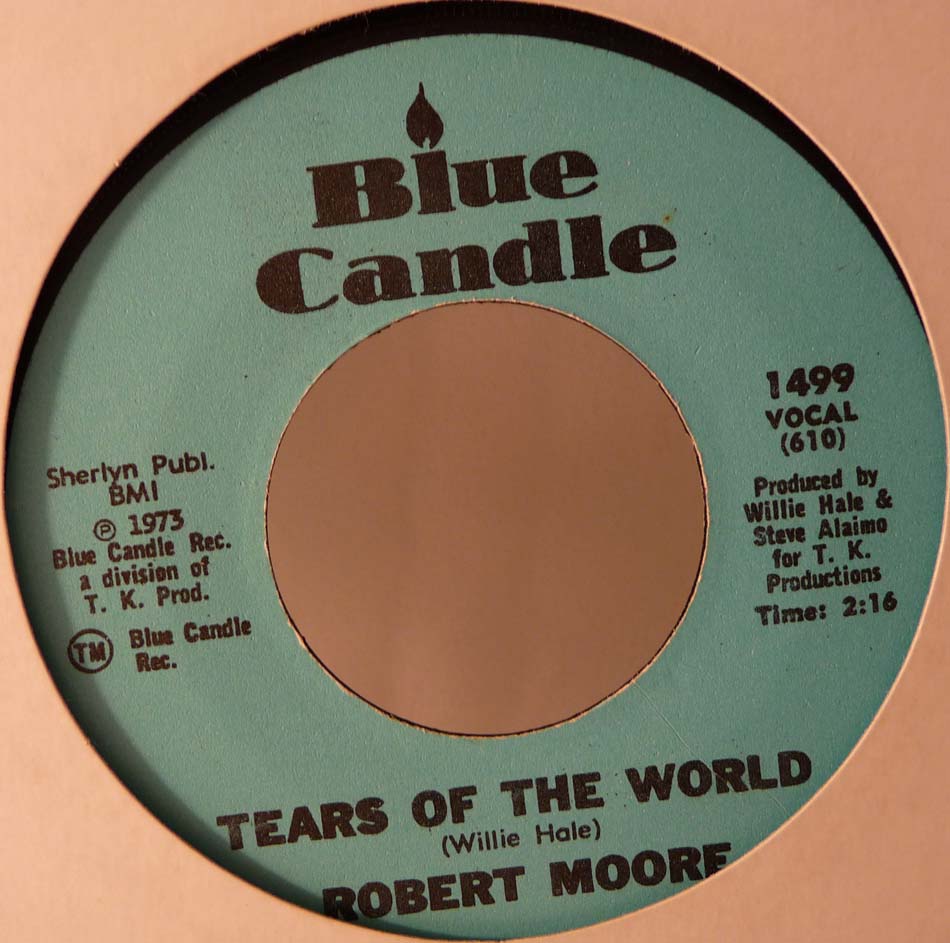 Blue
Candle
1499
VOCAL
(610)
Produced by
Willie Hale &
Steve Alaimo
for T. K.
Productions
Time: 2:16
Sherlyn Publ.
BMI
℗ 1973
Blue Candle Rec.
a division of
T. K. Prod.
TM Blue Candle
Rec.
TEARS OF THE WORLD
(Willie Hale)
ROBERT MOORE